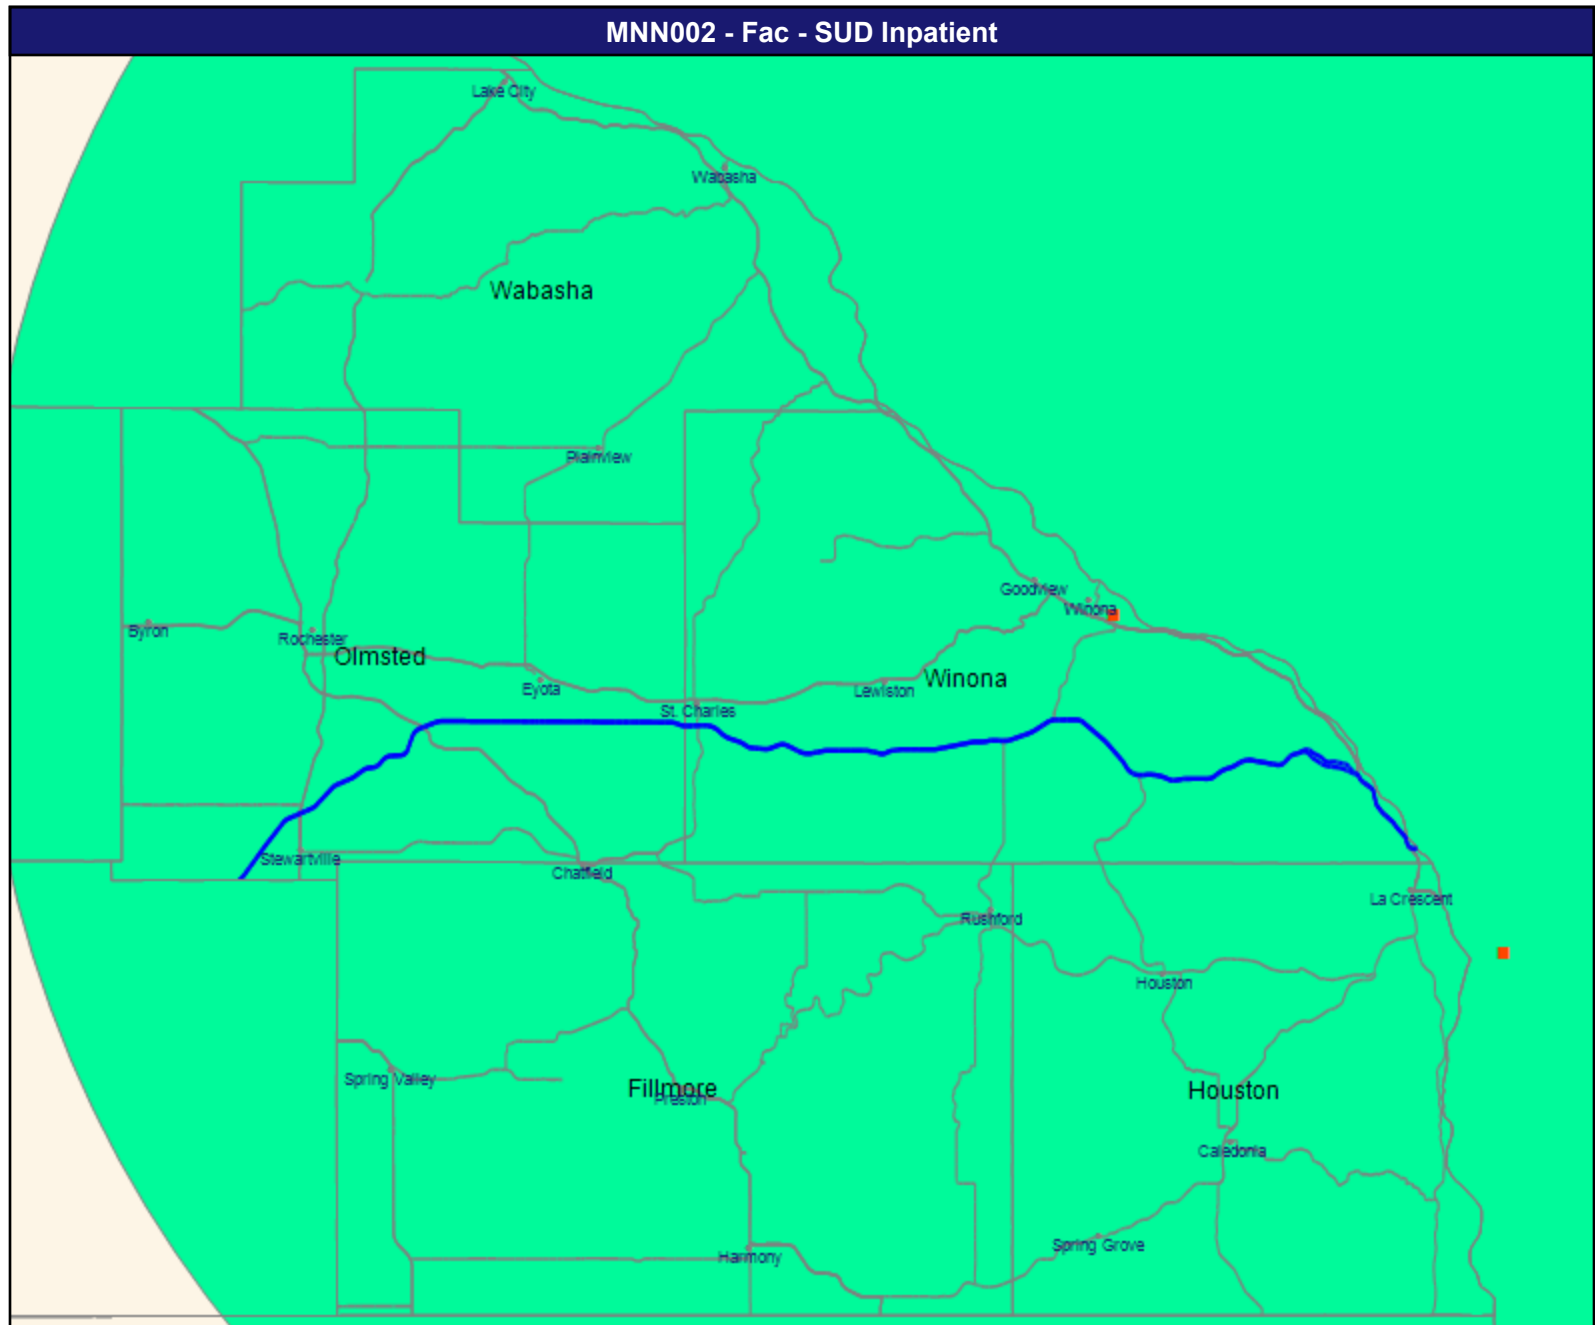 MNN002 - Fac - SUD Inpatient
Lake City
Wabasha
Wabasha
Plainview
Goodview
Winona
Byron
Rochester
Olmsted
Eyota
St. Charles
Lewiston
Winona
Stewartville
Chatfield
La Crescent
Rushford
Houston
Spring Valley
Fillmore
Preston
Houston
Caledonia
Harmony
Spring Grove